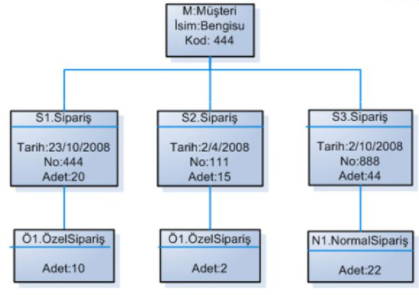 M:Müşteri
İsim:Bengisu
Kod: 444
S1.Sipariş
Tarih:23/10/2008
No:444
Adet:20
S2.Sipariş
Tarih:2/4/2008
No:111
Adet:15
S3.Sipariş
Tarih:2/10/2008
No:888
Adet:44
Ö1.ÖzelSipariş
Adet:10
Ö1.ÖzelSipariş
Adet:2
N1.NormalSipariş
Adet:22